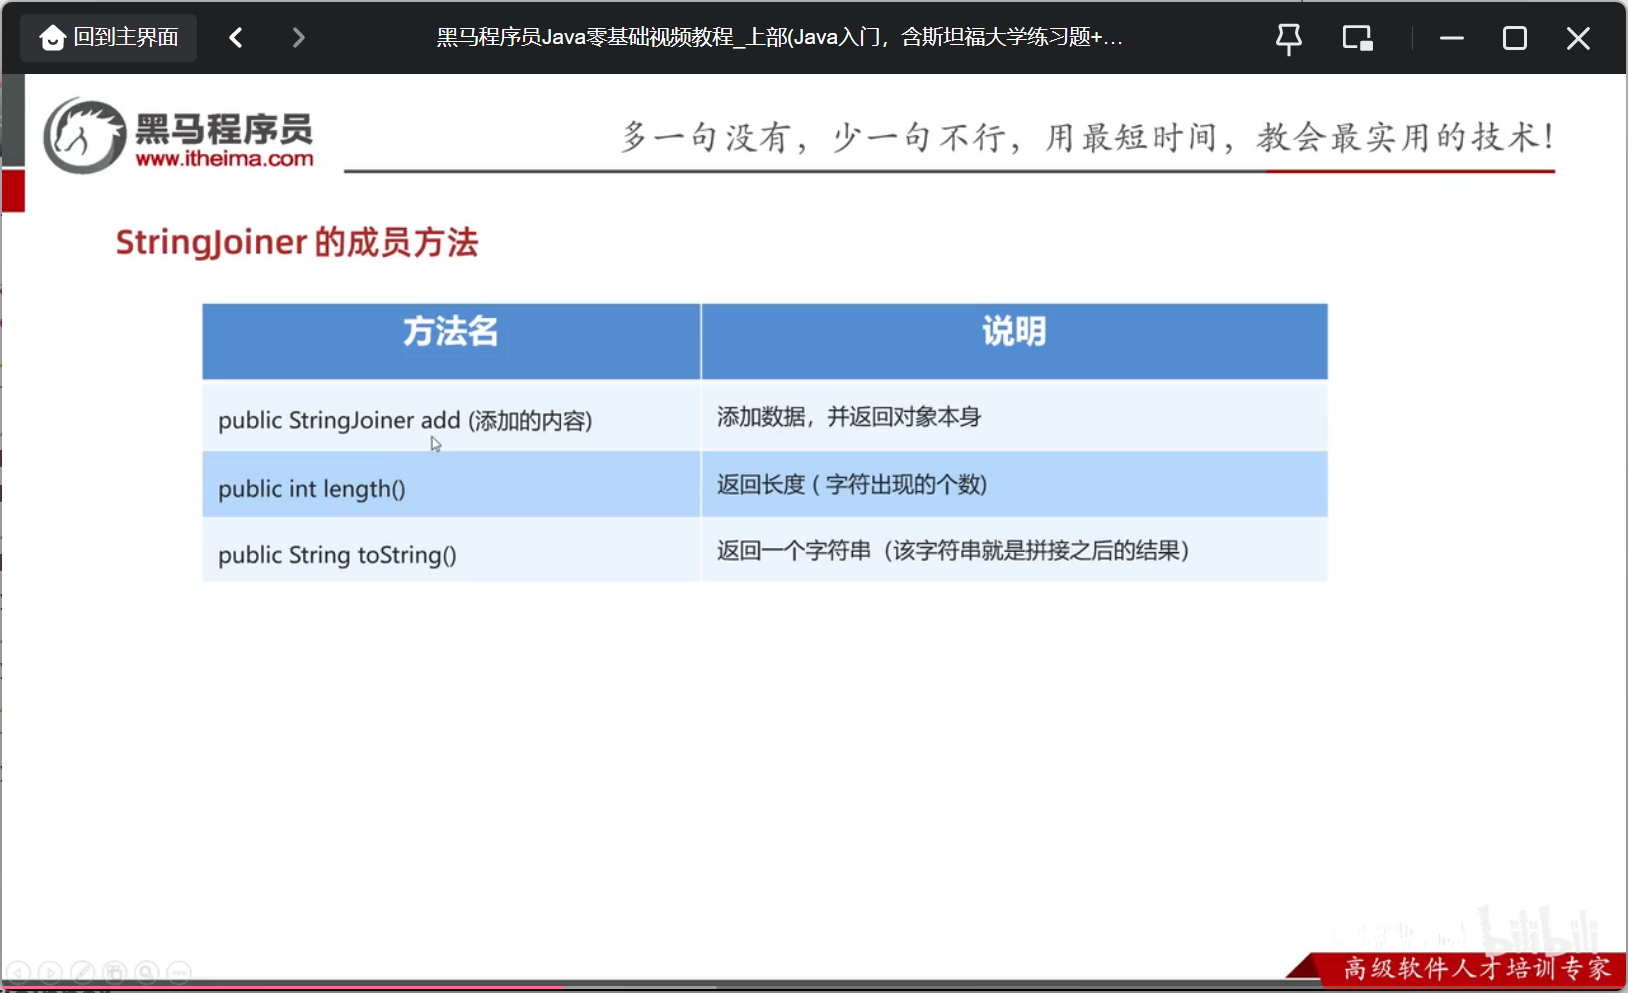 回到主界面
黑马程序员Java零基础视频教程_上部(Java入门，含斯坦福大学练习题+...
黑马程序员
www.itheima.com
多一句没有，少一句不行，用最短时间，教会最实用的技术！
StringJoiner 的成员方法
方法名 说明
public StringJoiner add (添加的内容) 添加数据，并返回对象本身
public int length() 返回长度 ( 字符出现的个数)
public String toString() 返回一个字符串（该字符串就是拼接之后的结果）
bilibili
高级软件人才培训专家